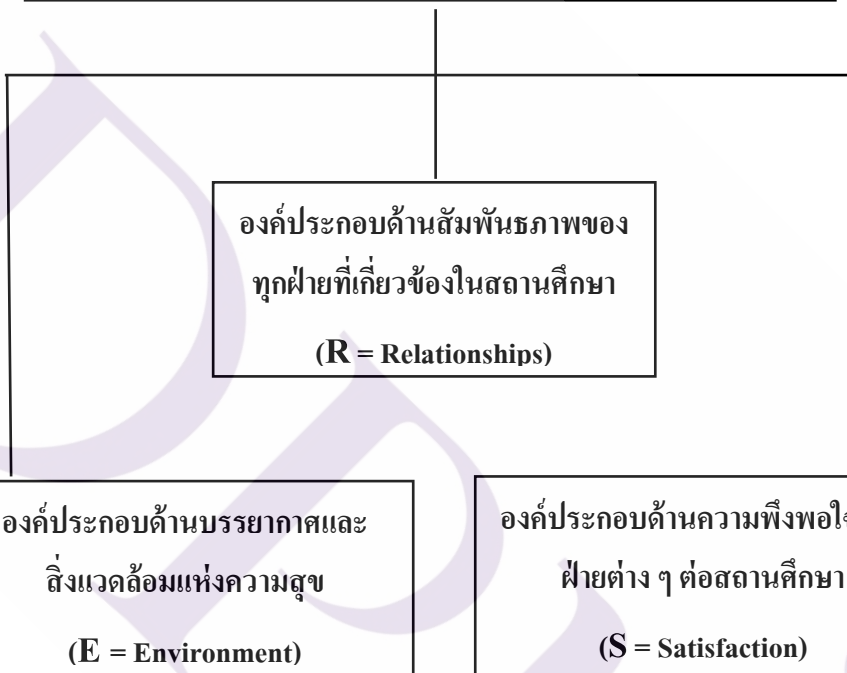 องค์ประกอบด้านสัมพันธภาพของ
ทุกฝ่ายที่เกี่ยวข้องในสถานศึกษา
(R = Relationships)
องค์ประกอบด้านบรรยากาศและ
สิ่งแวดล้อมแห่งความสุข
(E = Environment)
องค์ประกอบด้านความพึงพอใจ
ฝ่ายต่าง ๆ ต่อสถานศึกษา
(S = Satisfaction)